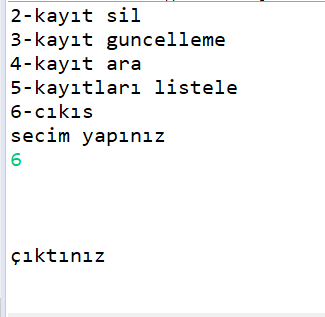 2-kayıt sil
3-kayıt guncelleme
4-kayıt ara
5-kayıtları listele
6-cıkıs
secim yapınız
6
çıktınız